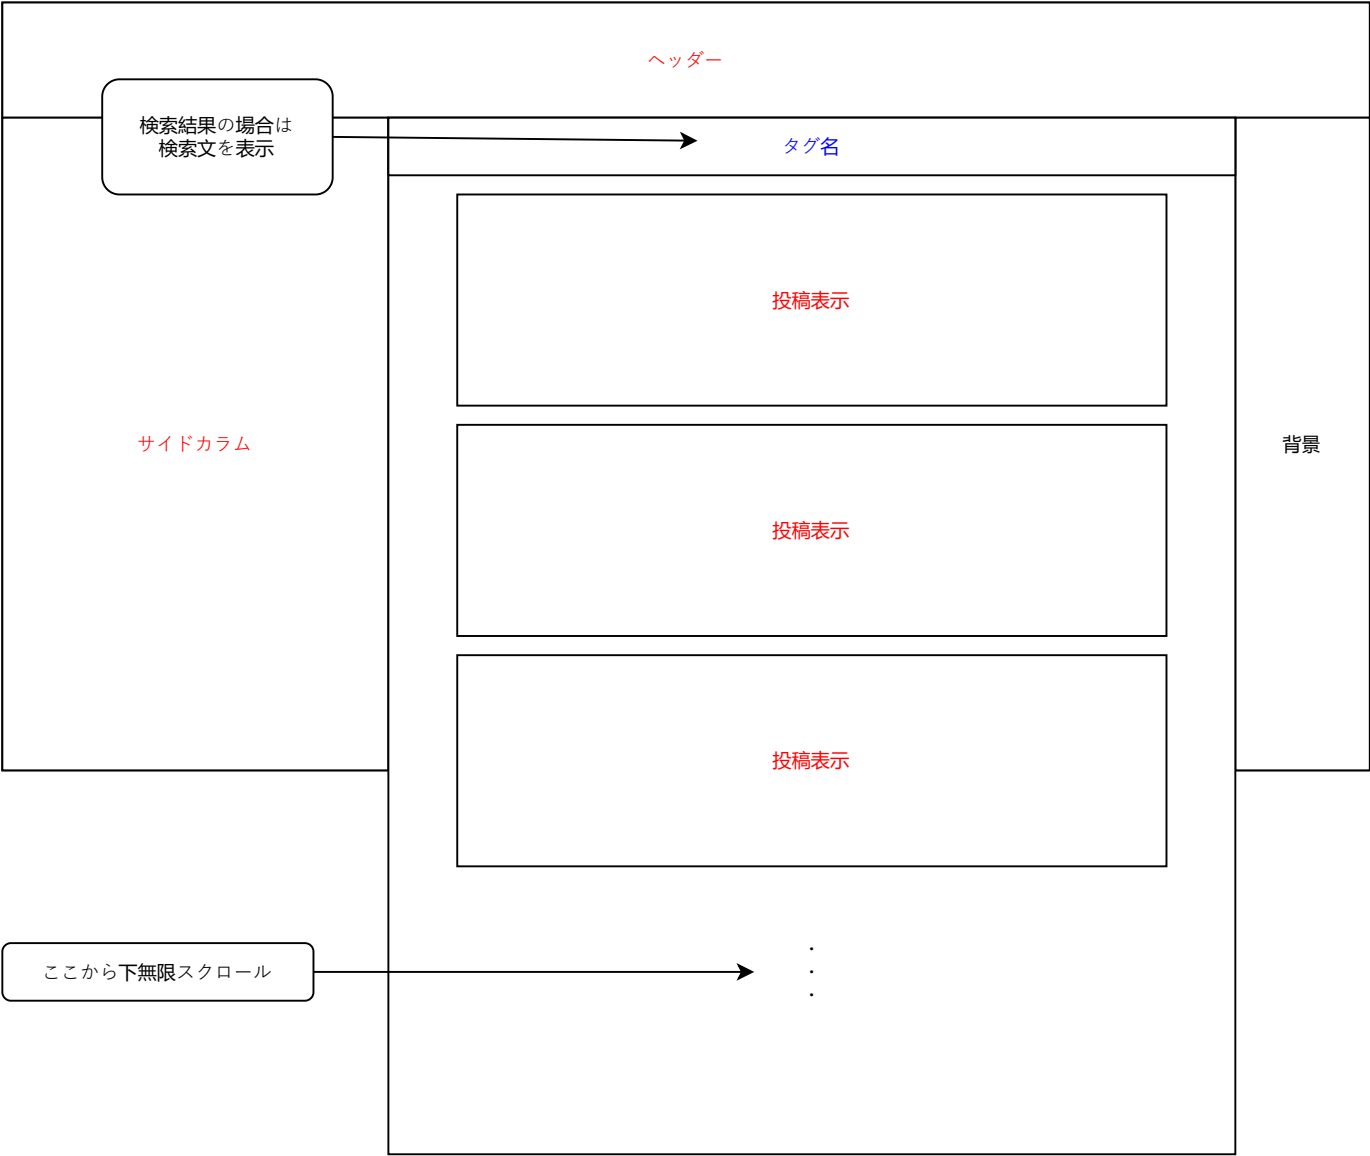 ヘッダー
検索結果の場合は
検索文を表示
タグ名
投稿表示
サイドカラム
背景
投稿表示
投稿表示
ここから下無限スクロール
・
・
・